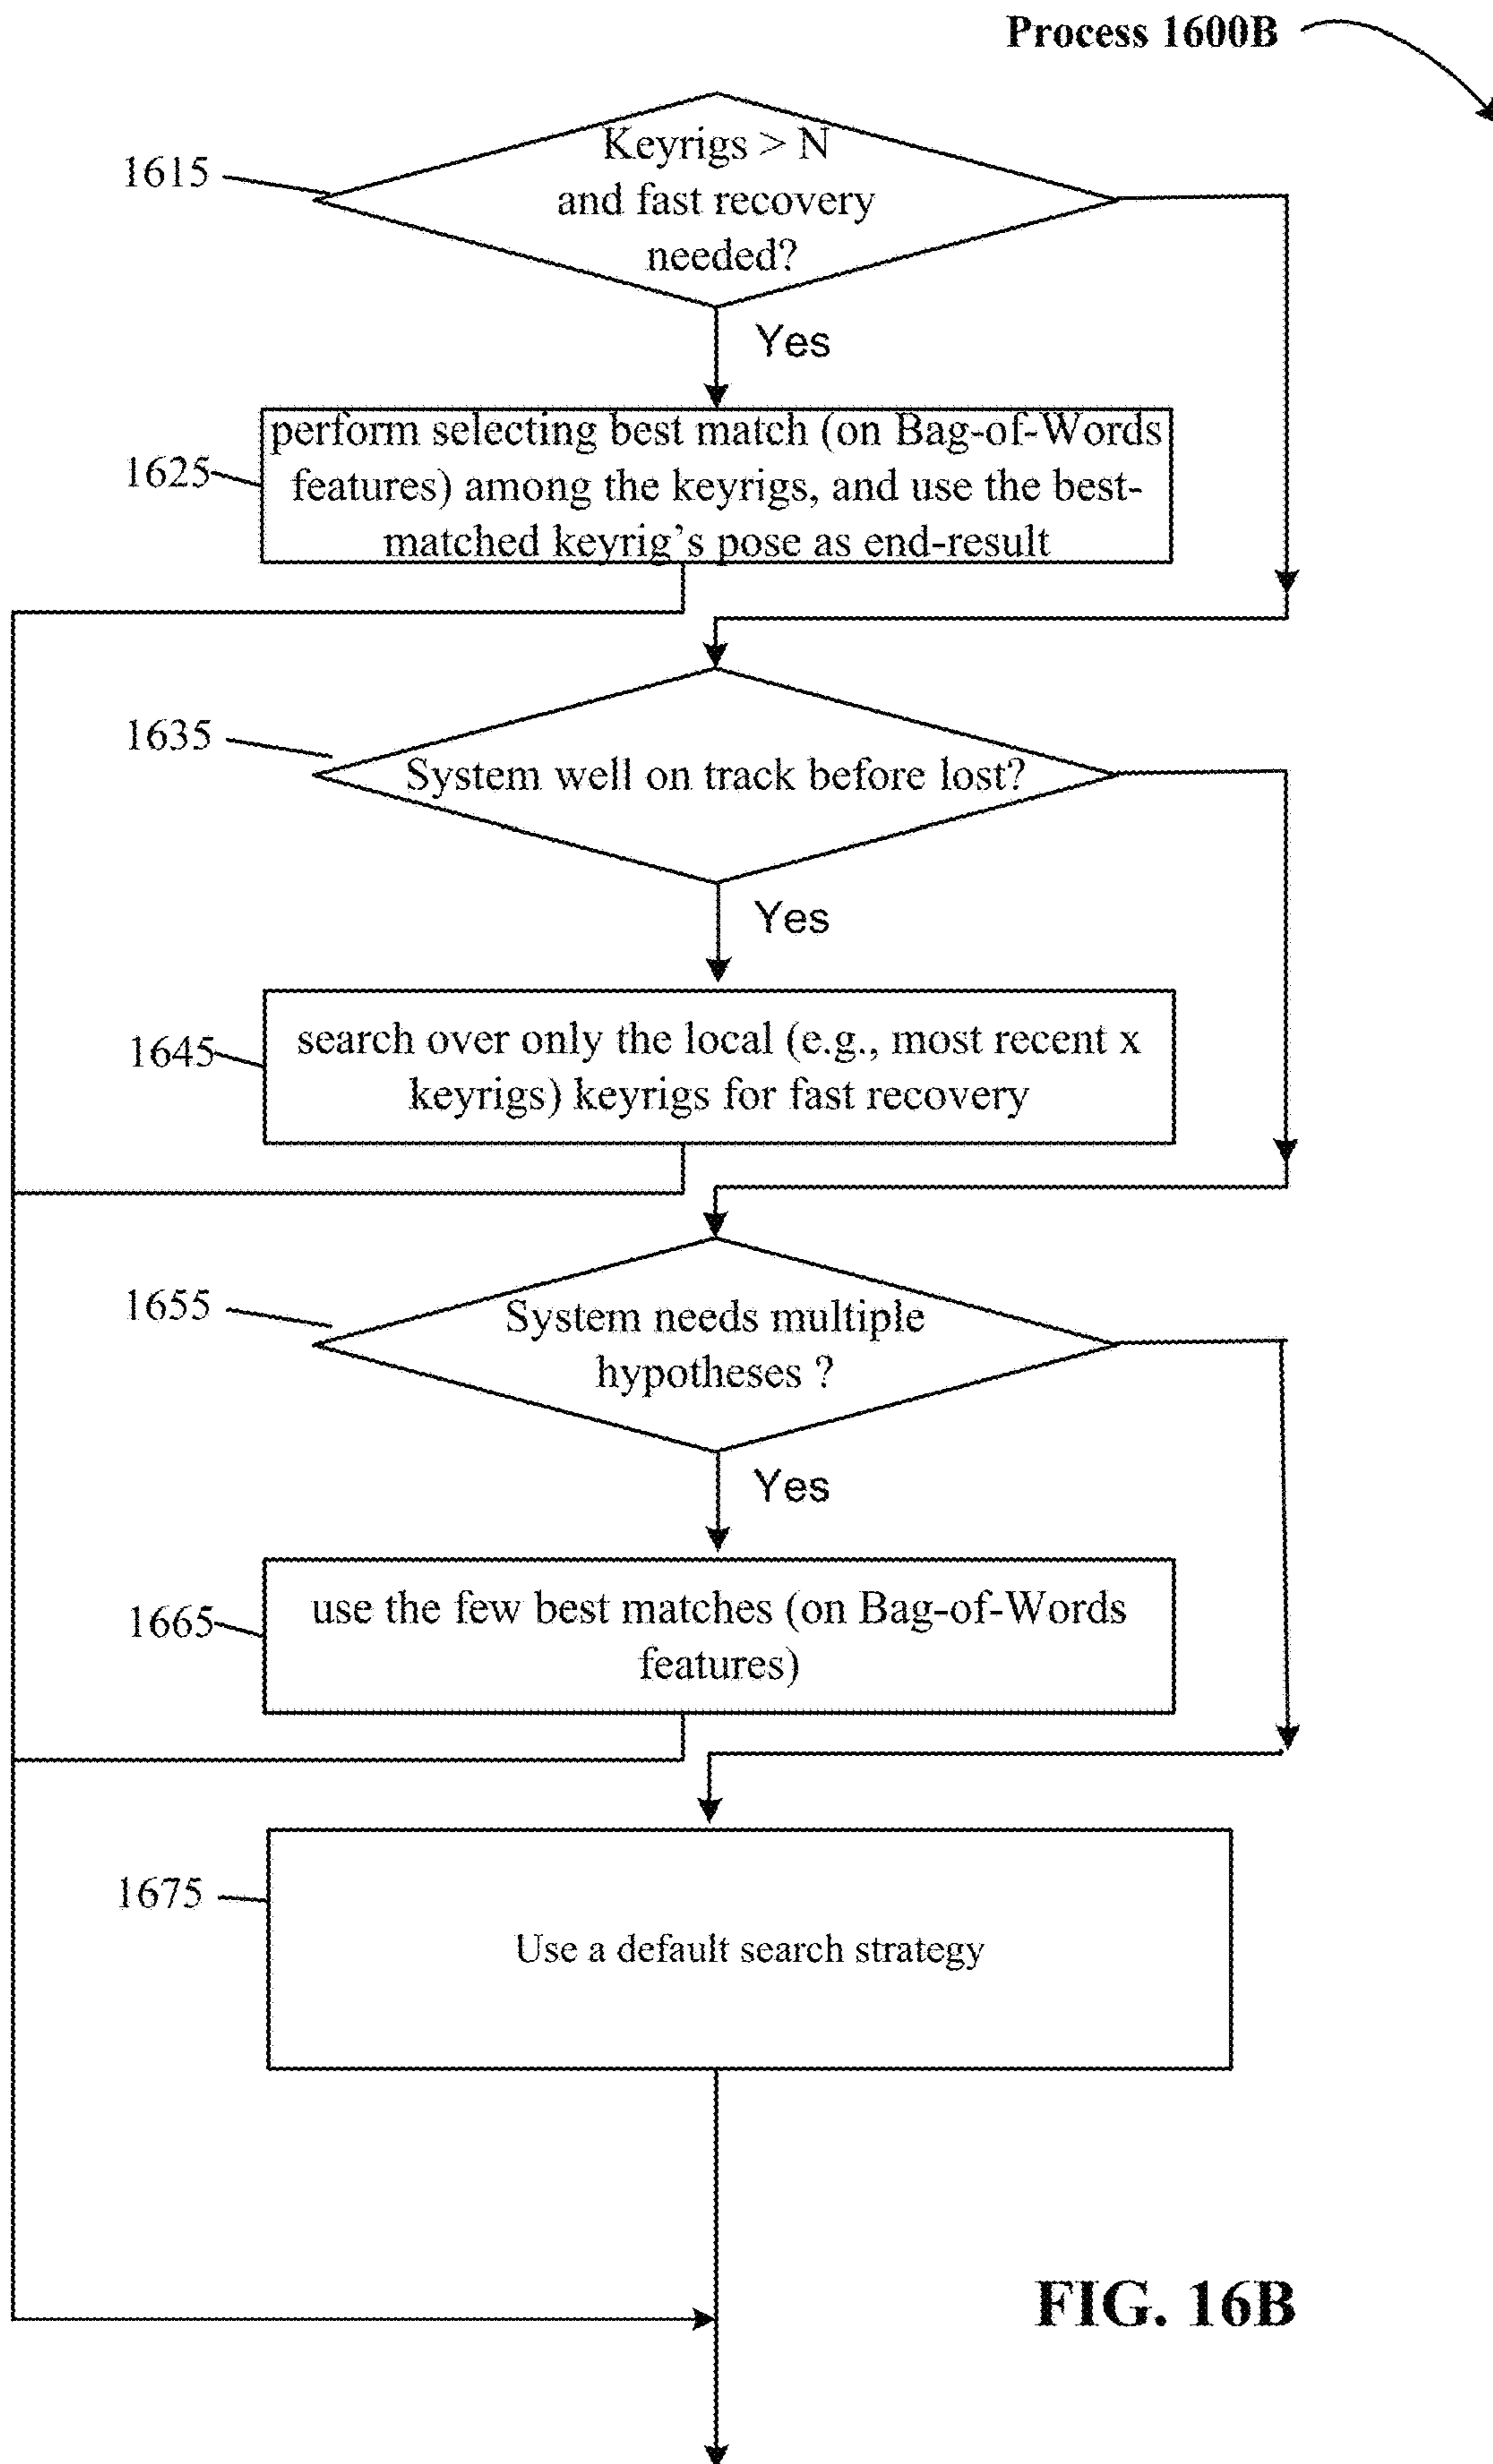 Process 1600B
Keyrigs > N
and fast recovery
needed?
1615
Yes
perform selecting best match (on Bag-of-Words
features) among the keyrigs, and use the best-
matched keyrig's pose as end-result
1625
1635
System well on track before lost?
Yes
1645
search over only the local (e.g., most recent x
keyrigs) keyrigs for fast recovery
1655
System needs multiple
hypotheses ?
Yes
1665
use the few best matches (on Bag-of-Words
features)
1675
Use a default search strategy
FIG. 16B